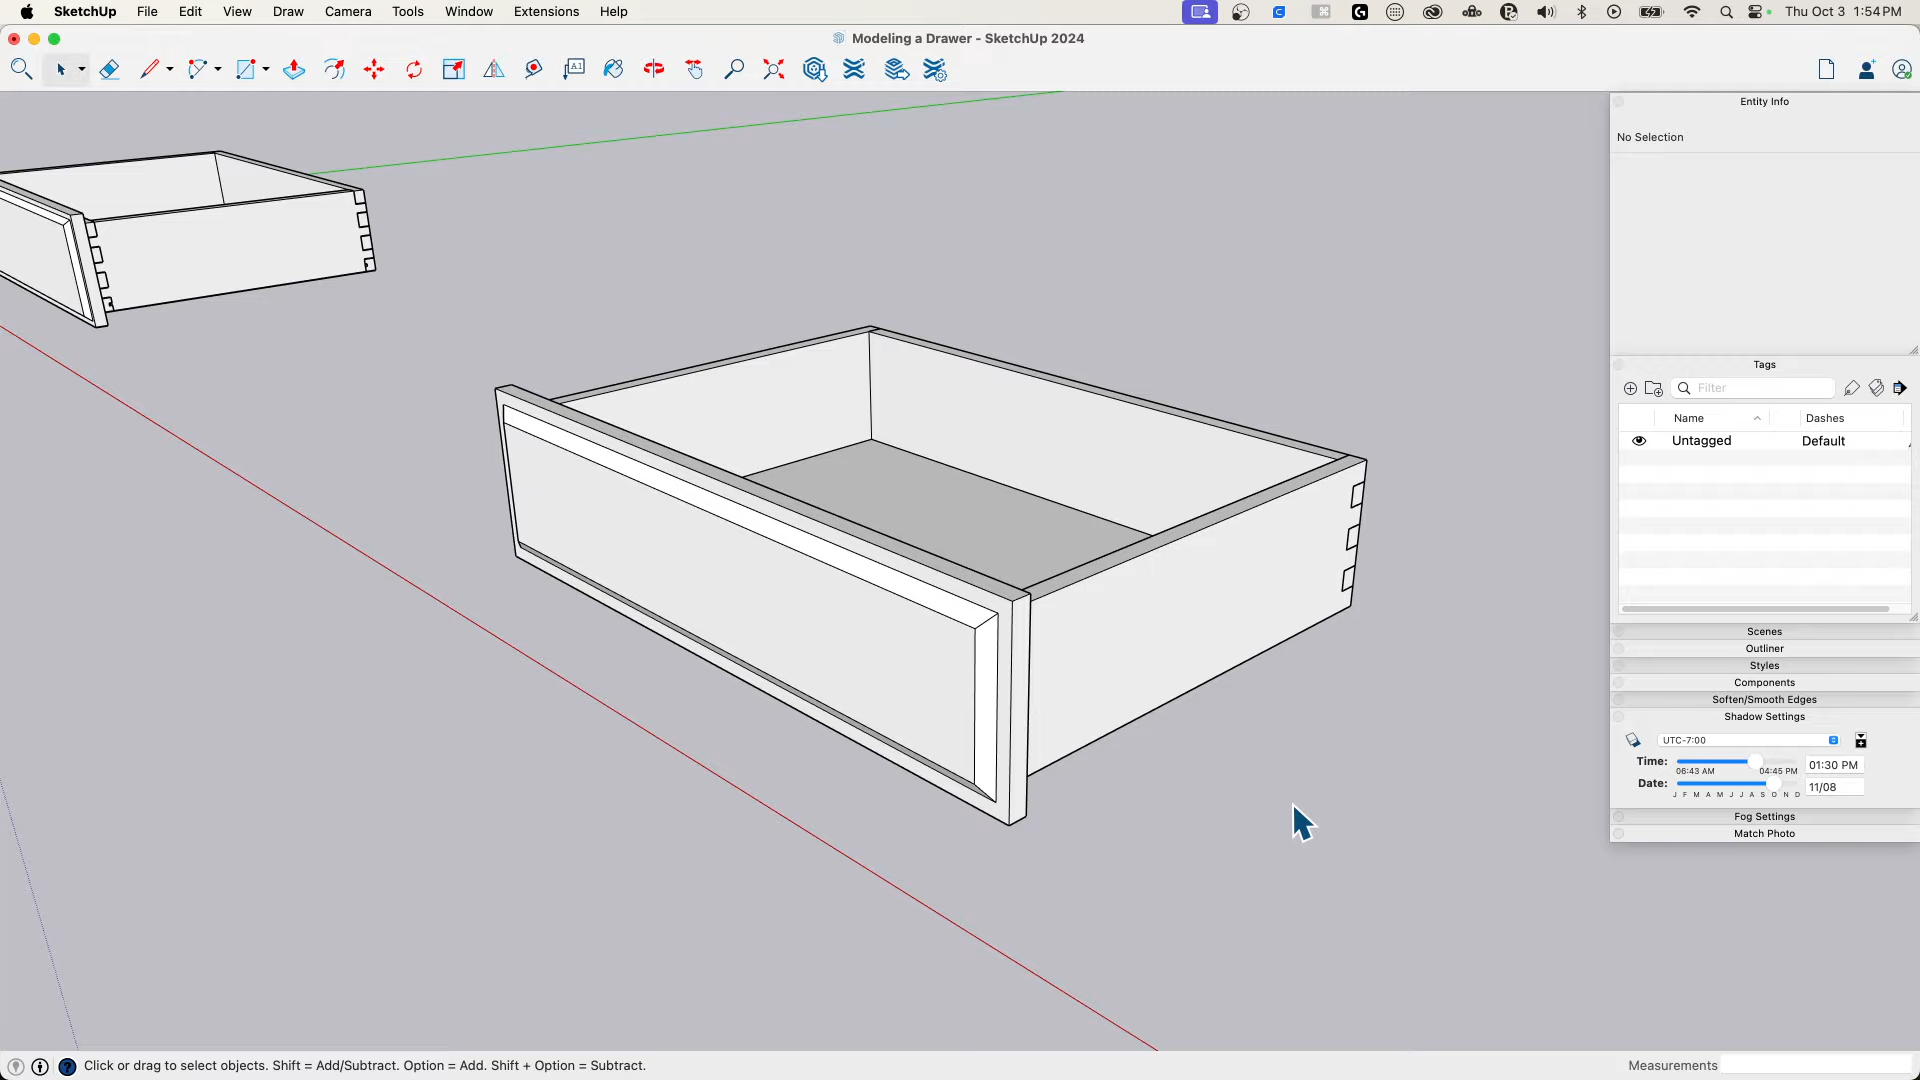 SketchUp File Edit View Draw Camera Tools Window Extensions Help Thu Oct 3 1:54 PM
Modeling a Drawer - SketchUp 2024
A1
Entity Info
No Selection
Tags
Filter
Name Dashes
Untagged Default
Scenes
Outliner
Styles
Components
Soften/Smooth Edges
Shadow Settings
UTC-7:00
Time: 06:43 AM 04:45 PM 01:30 PM
Date: J F M A M J J A S O N D 11/08
Fog Settings
Match Photo
Click or drag to select objects. Shift = Add/Subtract. Option = Add. Shift + Option = Subtract. Measurements